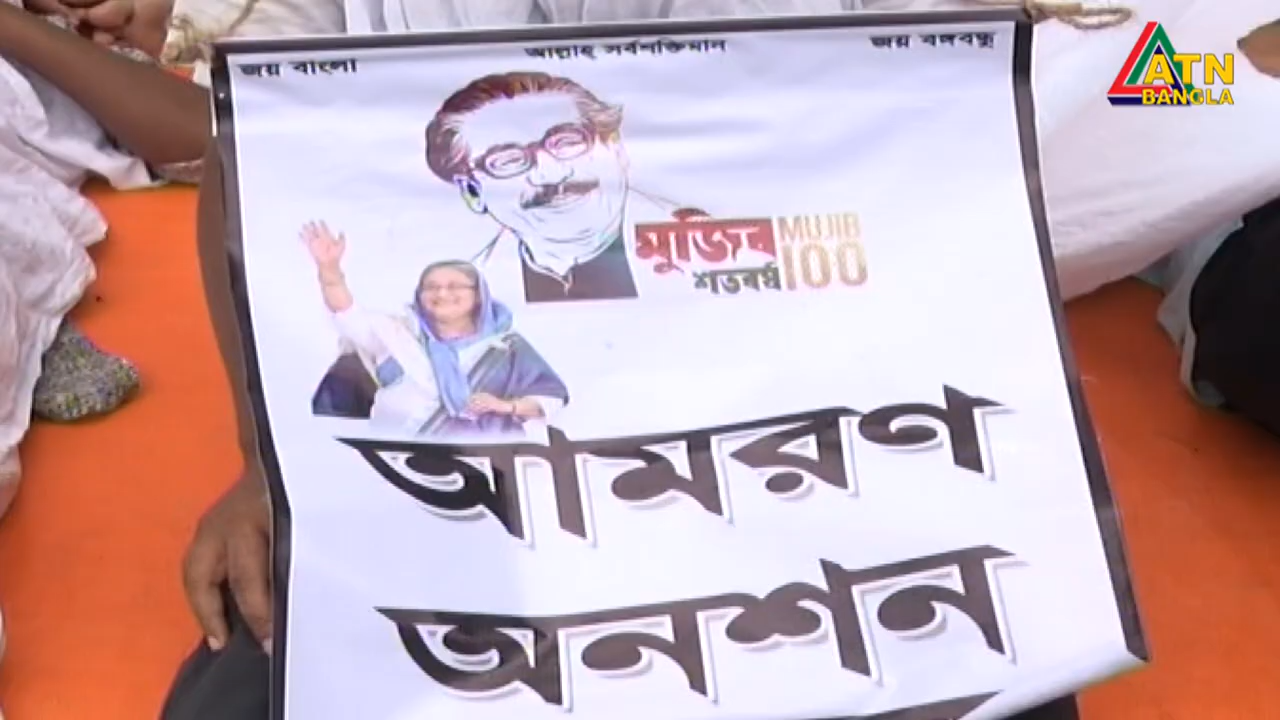 জয় বাংলা
আল্লাহ সর্বশক্তিমান
জয় বঙ্গবন্ধু
ATN
BANGLA
মুজিব
শতবর্ষ
MUJIB
100
আমরণ
অনশন